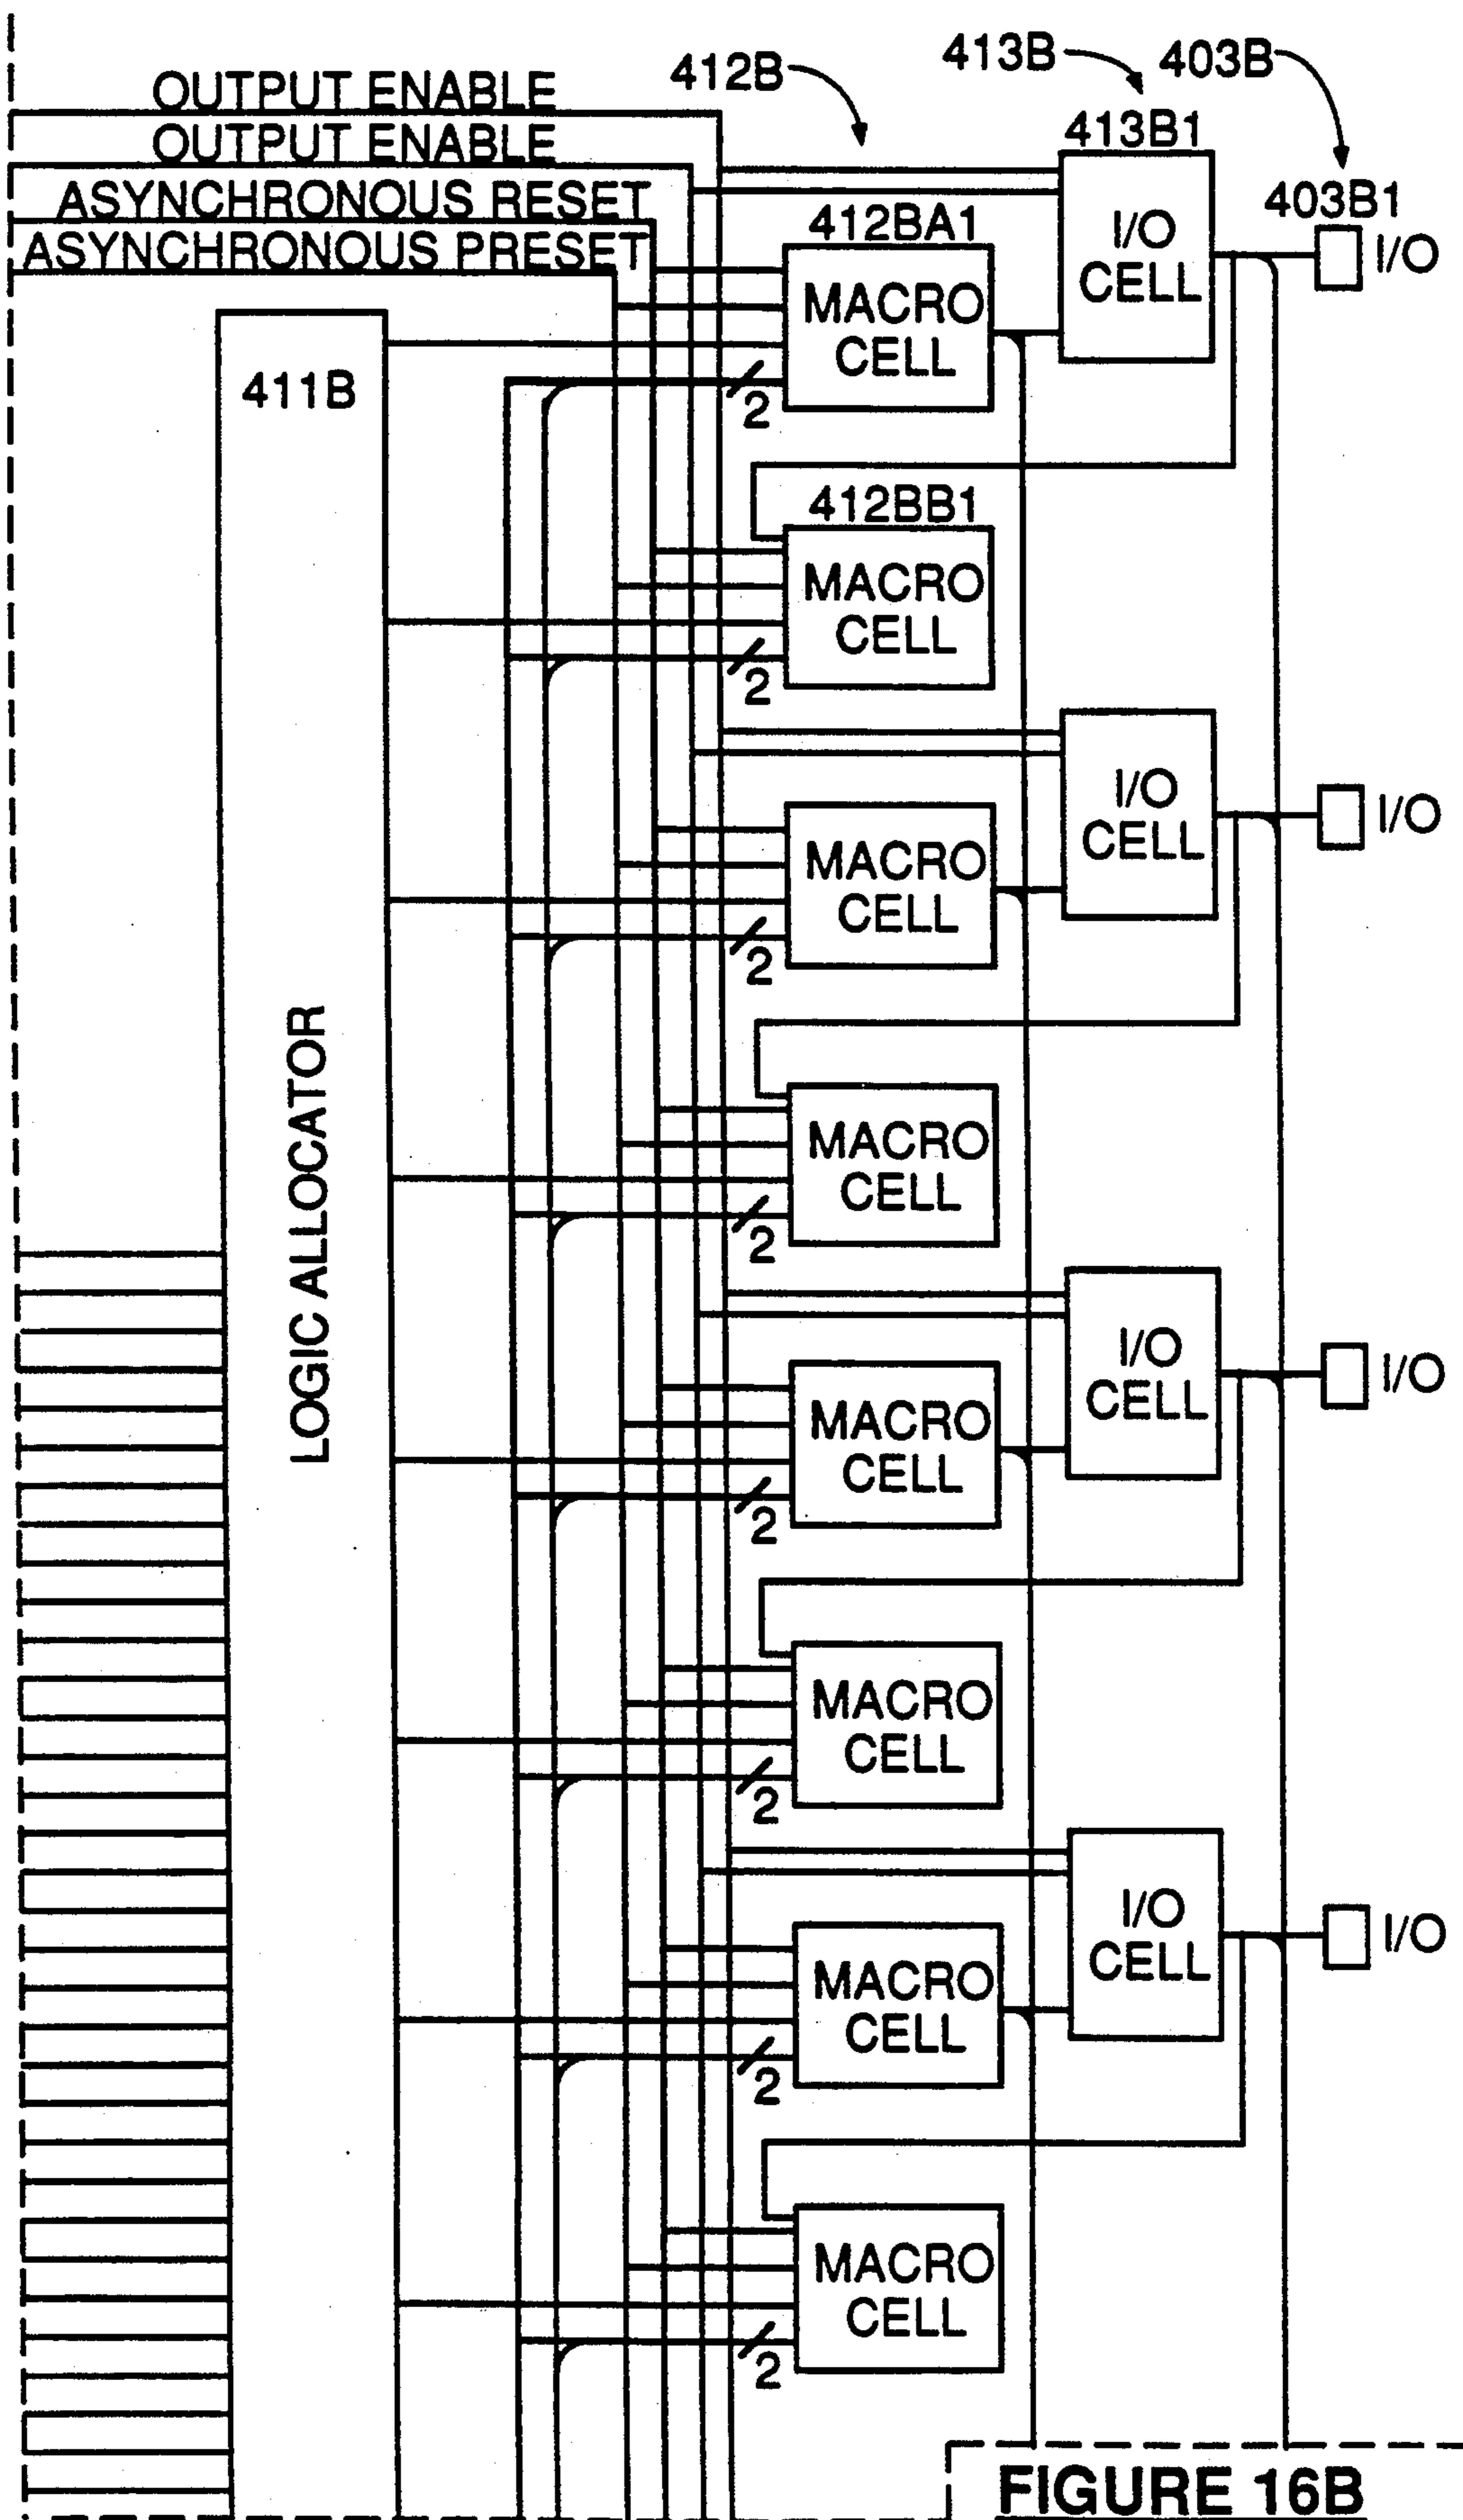 412B
413B
403B
OUTPUT ENABLE
OUTPUT ENABLE
ASYNCHRONOUS RESET
ASYNCHRONOUS PRESET
413B1
403B1
I/O
CELL
I/O
412BA1
MACRO
CELL
2
411B
LOGIC ALLOCATOR
412BB1
MACRO
CELL
2
I/O
CELL
I/O
MACRO
CELL
2
MACRO
CELL
2
I/O
CELL
I/O
MACRO
CELL
2
MACRO
CELL
2
I/O
CELL
I/O
MACRO
CELL
2
MACRO
CELL
2
FIGURE 16B